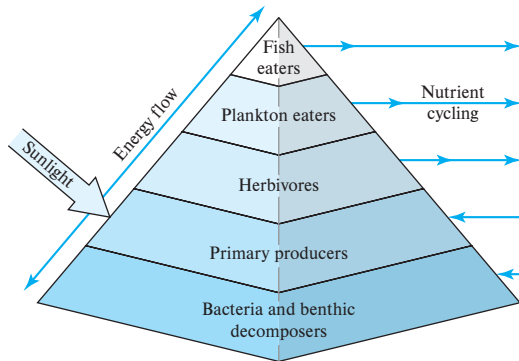 Fish
eaters
Energy flow
Plankton eaters
Nutrient
cycling
Sunlight
Herbivores
Primary producers
Bacteria and benthic
decomposers